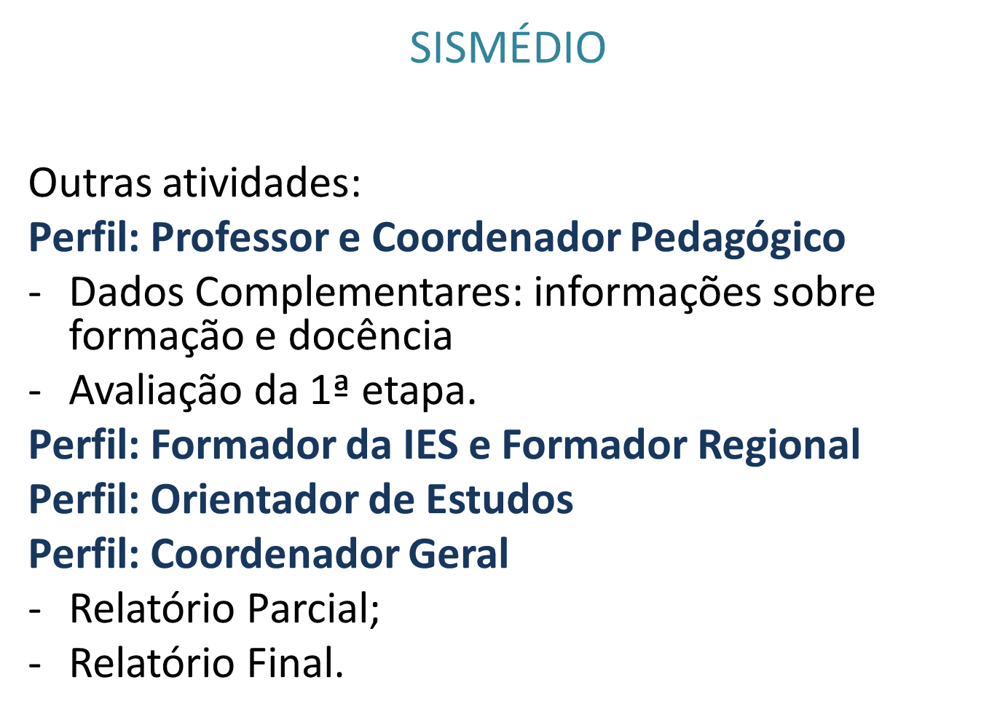 SISMÉDIO
Outras atividades:
Perfil: Professor e Coordenador Pedagógico
- Dados Complementares: informações sobre
formação e docência
- Avaliação da 1ª etapa.
Perfil: Formador da IES e Formador Regional
Perfil: Orientador de Estudos
Perfil: Coordenador Geral
- Relatório Parcial;
- Relatório Final.